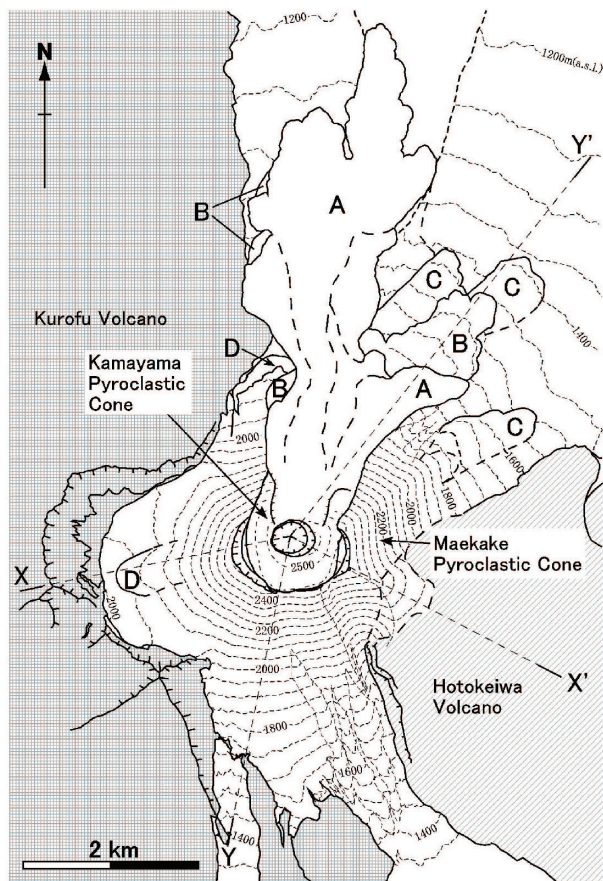 1200
N
1200m(a.s.l.)
Y'
A
B
C
C
1400
Kurofu Volcano
D
B
Kamayama
Pyroclastic
Cone
B
A
C
1600
1800
2000
2000
2200
Maekake
Pyroclastic Cone
2500
X
D
2000
2400
2200
2000
X'
Hotokeiwa
Volcano
1800
1600
1400
1400
2 km
Y